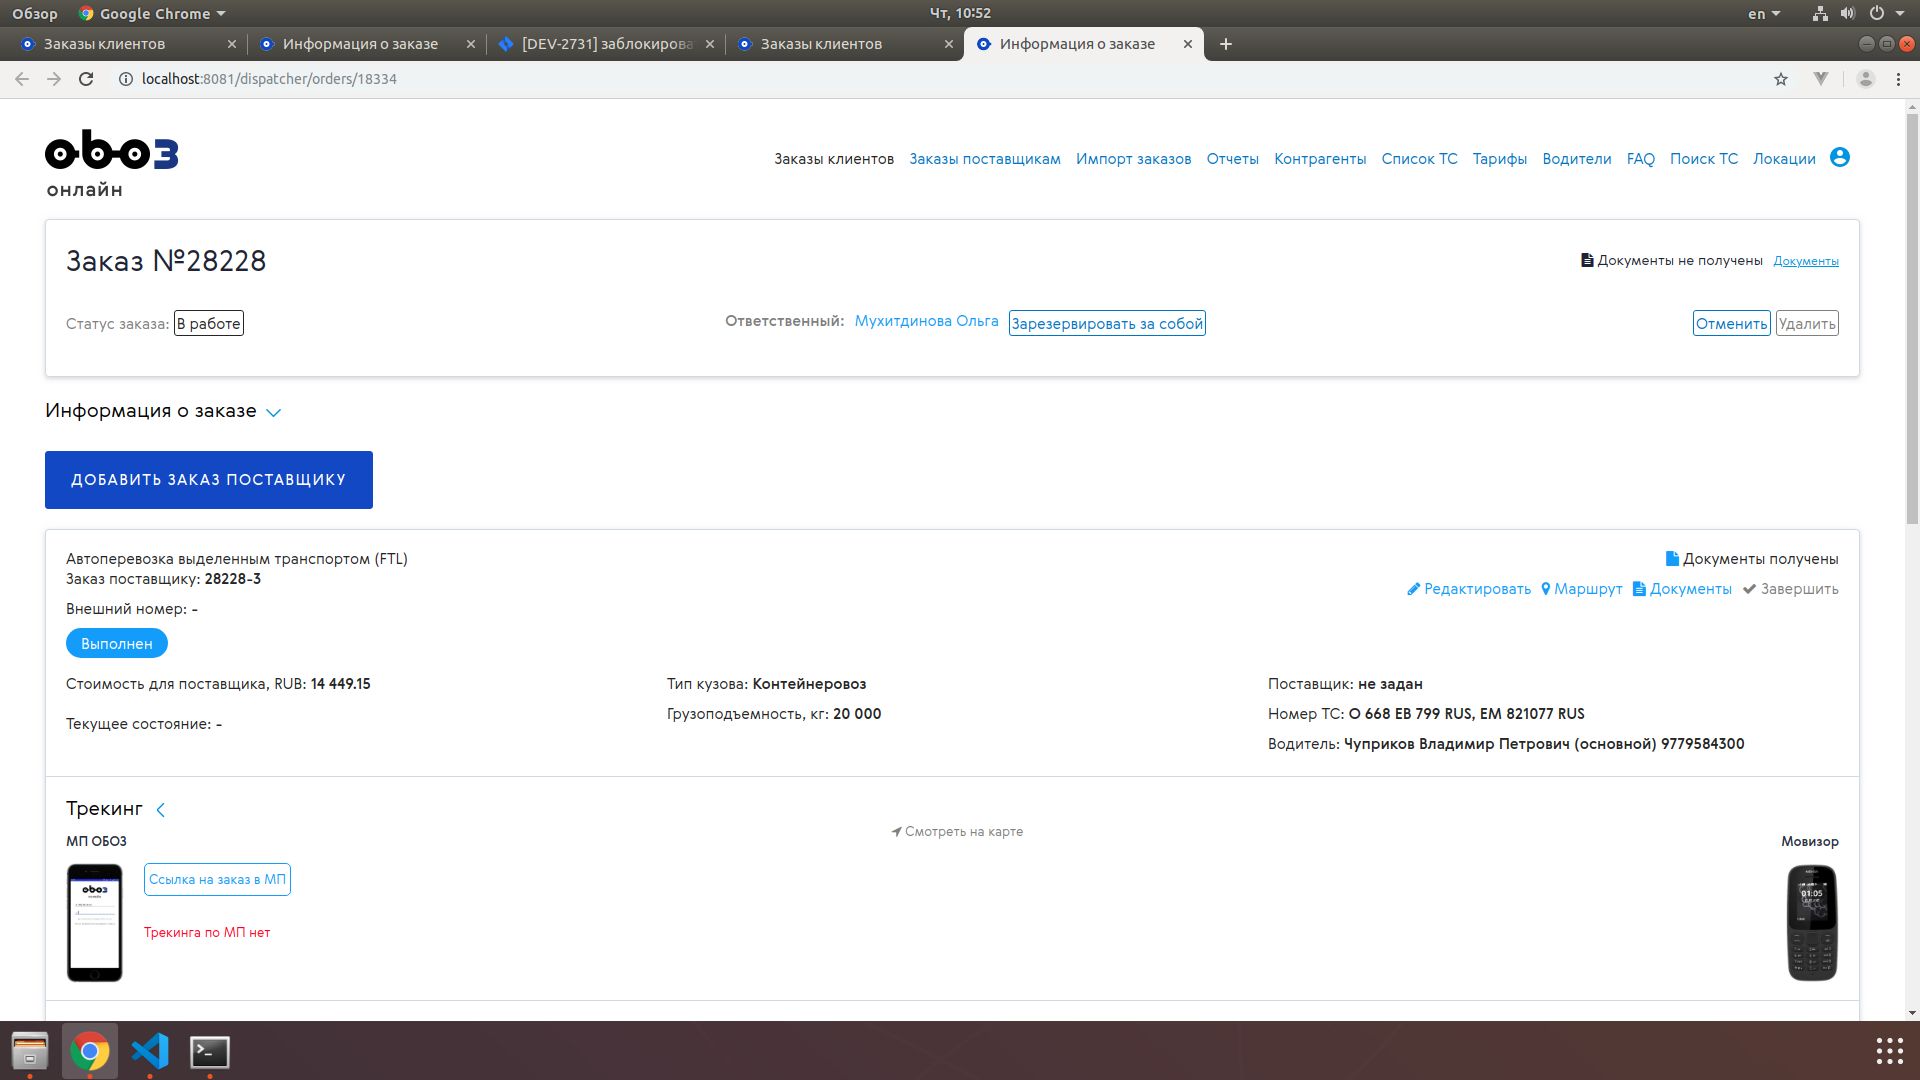 Обзор
Google Chrome
Чт, 10:52
en
Заказы клиентов
Информация о заказе
[DEV-2731] заблокирова
Заказы клиентов
Информация о заказе
localhost:8081/dispatcher/orders/18334
обоз
онлайн
Заказы клиентов
Заказы поставщикам
Импорт заказов
Отчеты
Контрагенты
Список ТС
Тарифы
Водители
FAQ
Поиск ТС
Локации
Заказ №28228
Документы не получены
Документы
Статус заказа: В работе
Ответственный: Мухитдинова Ольга
Зарезервировать за собой
Отменить
Удалить
Информация о заказе
ДОБАВИТЬ ЗАКАЗ ПОСТАВЩИКУ
Автоперевозка выделенным транспортом (FTL)
Документы получены
Заказ поставщику: 28228-3
Редактировать
Маршрут
Документы
Завершить
Внешний номер: -
Выполнен
Стоимость для поставщика, RUB: 14 449.15
Тип кузова: Контейнеровоз
Поставщик: не задан
Грузоподъемность, кг: 20 000
Номер ТС: О 668 ЕВ 799 RUS, ЕМ 821077 RUS
Текущее состояние: -
Водитель: Чуприков Владимир Петрович (основной) 9779584300
Трекинг
Смотреть на карте
МП ОБОЗ
Мовизор
Ссылка на заказ в МП
обоз
01:05
Трекинга по МП нет